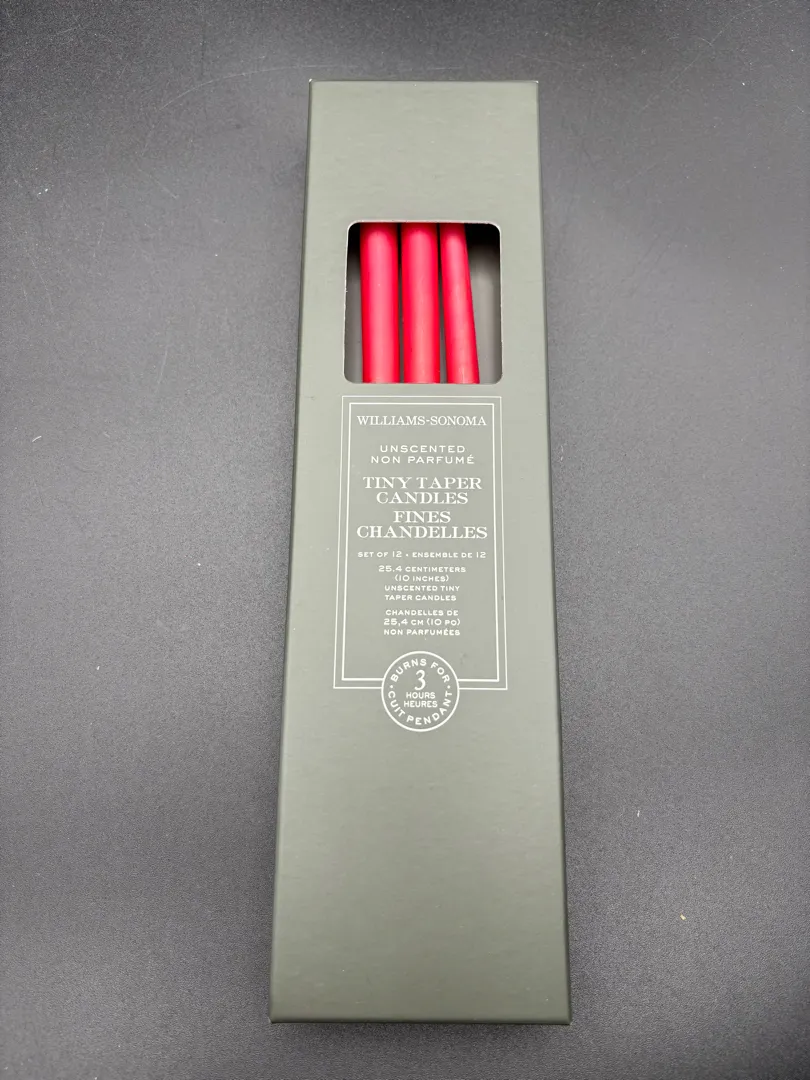 WILLIAMS-SONOMA
UNSCENTED
NON PARFUMÉ
TINY TAPER
CANDLES
FINES
CHANDELLES
SET OF 12 • ENSEMBLE DE 12
25.4 CENTIMETERS
(10 INCHES)
UNSCENTED TINY
TAPER CANDLES
CHANDELLES DE
25,4 CM (10 PO)
NON PARFUMÉES
BURNS FOR
3
HOURS
HEURES
CUIT PENDANT